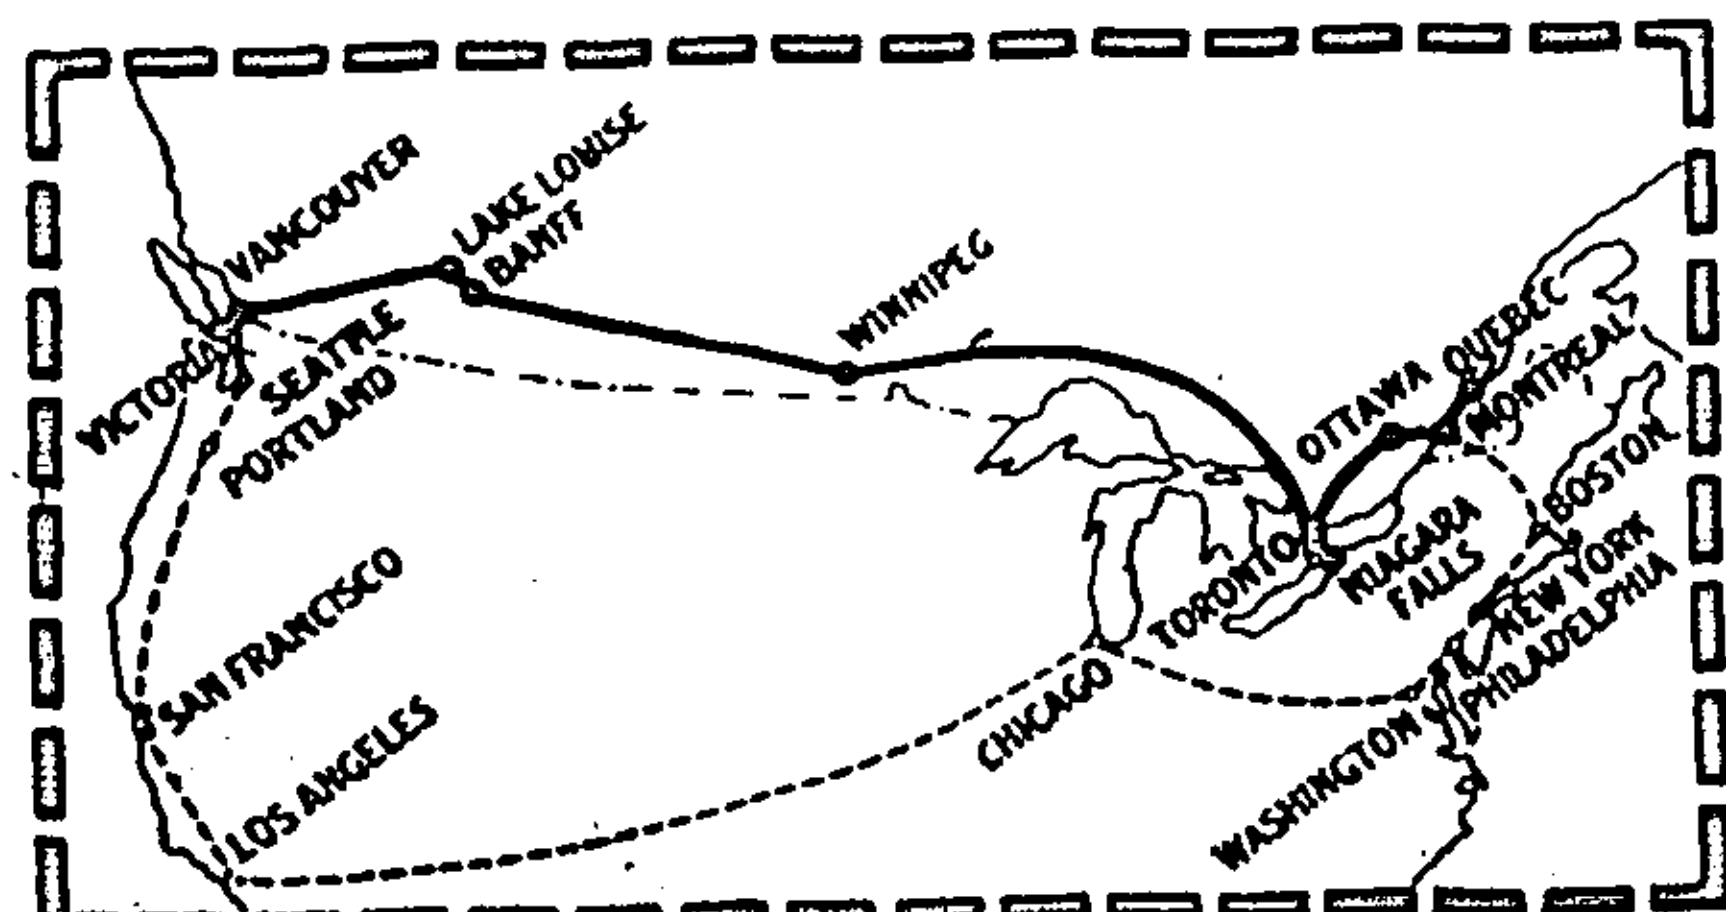 VANCOUVER
LAKE LOUISE
BANFF
WINNIPEG
VICTORIA
SEATTLE
PORTLAND
OTTAWA
QUEBEC
MONTREAL
BOSTON
SAN FRANCISCO
TORONTO
NIAGARA
FALLS
NEW YORK
PHILADELPHIA
LOS ANGELES
CHICAGO
WASHINGTON